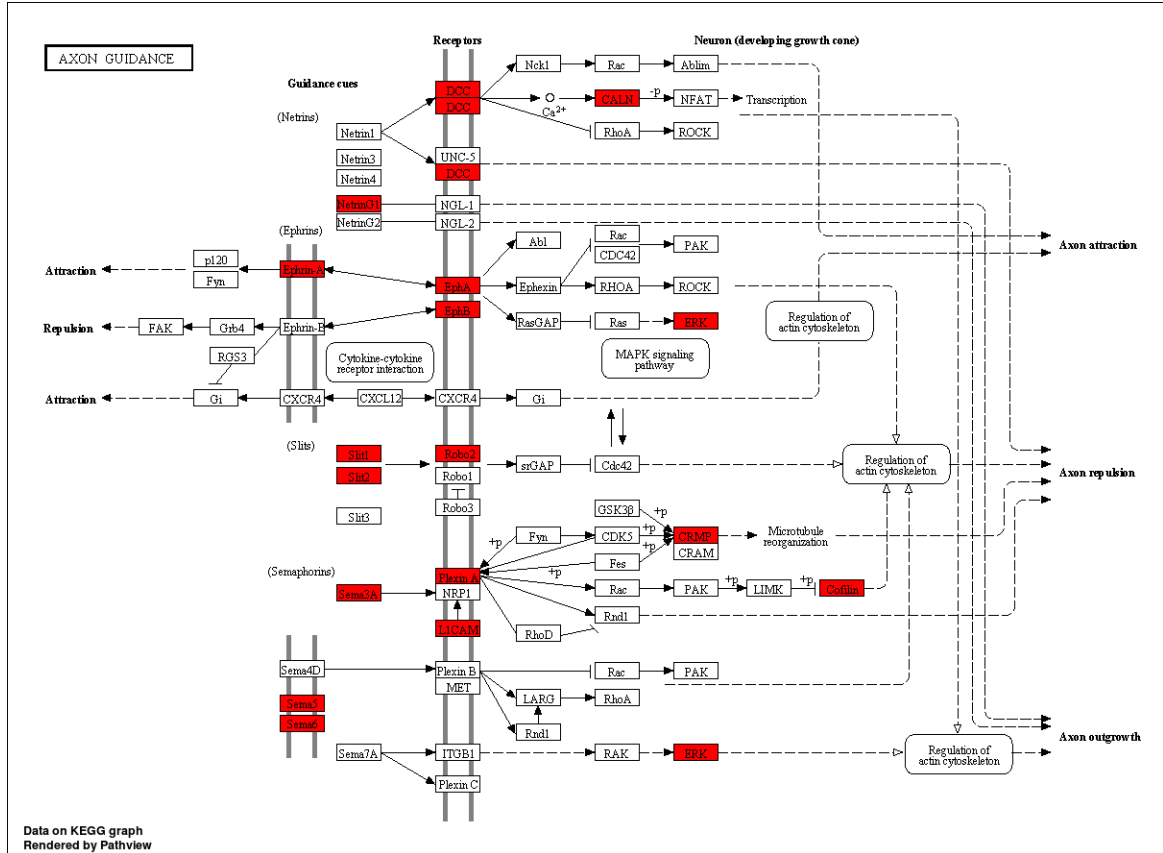 AXON GUIDANCE
Receptors
Neuron (developing growth cone)
Guidance cues
(Netrins)
Nck1
Rac
Ablim
DCC
DCC
Ca2+
CALN
-p
NFAT
Transcription
Netrin1
RhoA
ROCK
Netrin3
UNC-5
Netrin4
DCC
NetrinG1
NGL-1
NetrinG2
NGL-2
(Ephrins)
Abl
Rac
CDC42
PAK
Axon attraction
Attraction
p120
Fyn
Ephrin-A
EphA
Ephexin
RHOA
ROCK
EphB
Repulsion
FAK
Grb4
Ephrin-B
RasGAP
Ras
ERK
Regulation of
actin cytoskeleton
RGS3
Cytokine-cytokine
receptor interaction
MAPK signaling
pathway
Attraction
Gi
CXCR4
CXCL12
CXCR4
Gi
(Slits)
Slit1
Slit2
Slit3
Robo2
Robo1
Robo3
srGAP
Cdc42
Regulation of
actin cytoskeleton
Axon repulsion
GSK3β
+p
+p
Fyn
CDK5
+p
CRMP
CRAM
Microtubule
reorganization
Fes
+p
+p
(Semaphorins)
Sema3A
Plexin A
NRP1
Rac
PAK
+p
LIMK
+p
Cofilin
Rnd1
L1CAM
RhoD
Sema4D
Plexin B
MET
Rac
PAK
LARG
RhoA
Sema5
Sema6
Rnd1
Axon outgrowth
Sema7A
ITGB1
RAK
ERK
Regulation of
actin cytoskeleton
Plexin C
Data on KEGG graph
Rendered by Pathview